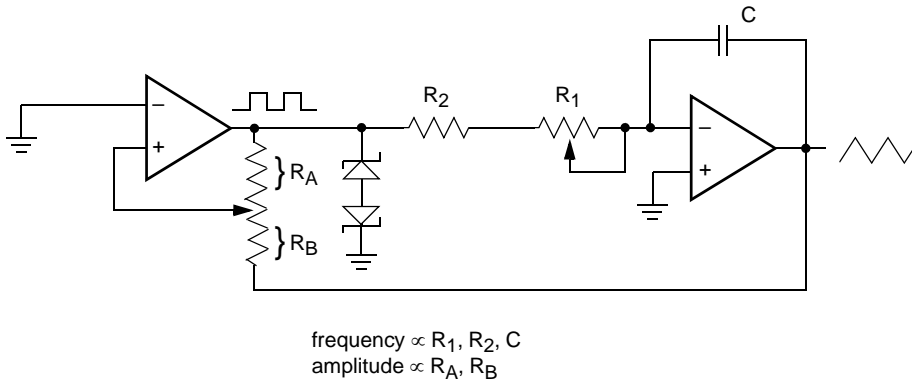 C
R2
R1
−
+
} RA
} RB
−
+
frequency ∝ R1, R2, C
amplitude ∝ RA, RB